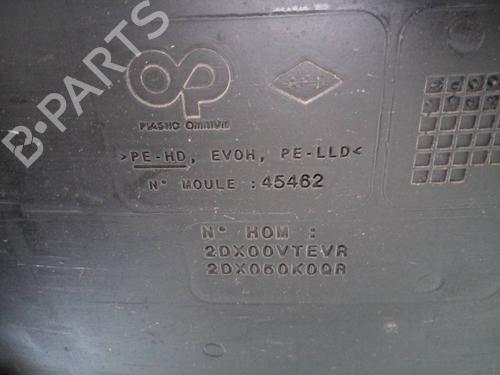 B-PARTS
OP
PLASTIC OMNIUM
>PE-HD, EVOH, PE-LLD<
N° MOULE : 45462
N° HOM :
2DX00VTEVR
2DX060K0QR